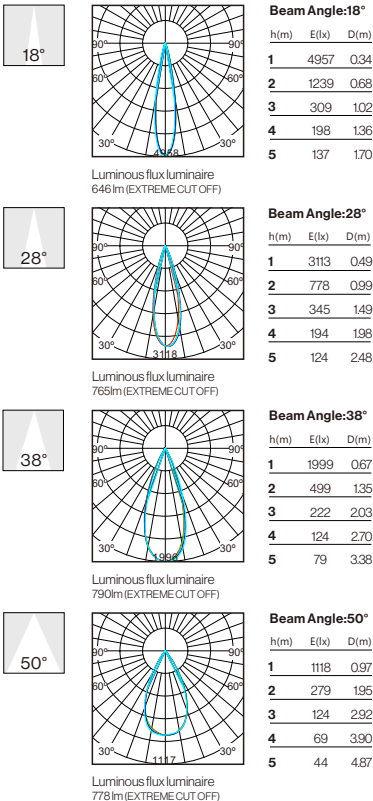 18°
90°
90°
60°
60°
30°
30°
4958
Luminous flux luminaire
646 lm (EXTREME CUT OFF)
Beam Angle:18°
h(m) E(lx) D(m)
1 4957 0.34
2 1239 0.68
3 309 1.02
4 198 1.36
5 137 1.70
28°
90°
90°
60°
60°
30°
30°
3118
Luminous flux luminaire
765lm (EXTREME CUT OFF)
Beam Angle:28°
h(m) E(lx) D(m)
1 3113 0.49
2 778 0.99
3 345 1.49
4 194 1.98
5 124 2.48
38°
90°
90°
60°
60°
30°
30°
1996
Luminous flux luminaire
790lm (EXTREME CUT OFF)
Beam Angle:38°
h(m) E(lx) D(m)
1 1999 0.67
2 499 1.35
3 222 2.03
4 124 2.70
5 79 3.38
50°
90°
90°
60°
60°
30°
30°
1117
Luminous flux luminaire
778 lm (EXTREME CUT OFF)
Beam Angle:50°
h(m) E(lx) D(m)
1 1118 0.97
2 279 1.95
3 124 2.92
4 69 3.90
5 44 4.87